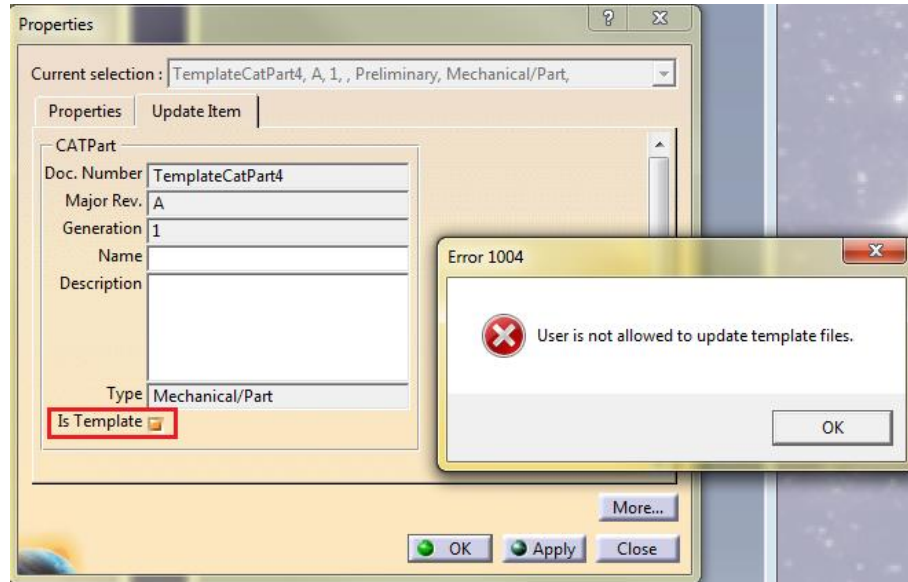 Properties
Current selection : TemplateCatPart4, A, 1, , Preliminary, Mechanical/Part,
Properties Update Item
CATPart
Doc. Number TemplateCatPart4
Major Rev. A
Generation 1
Name
Description
Type Mechanical/Part
Is Template
Error 1004
User is not allowed to update template files.
OK
More...
OK Apply Close